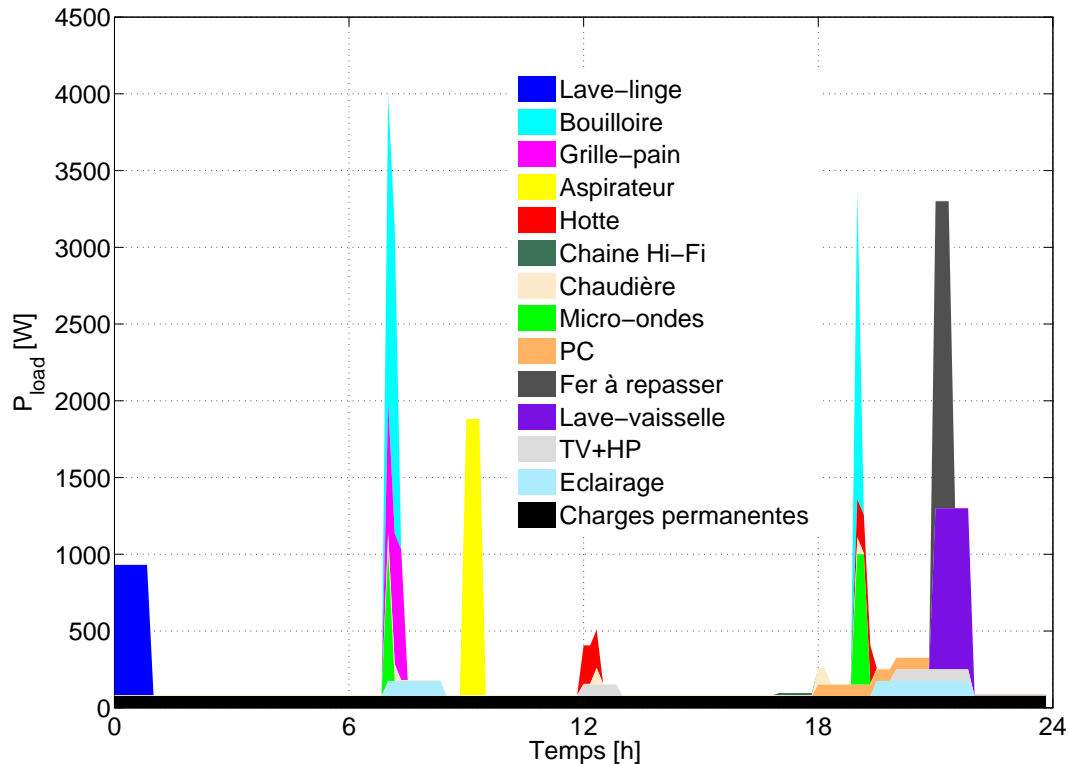 4500
4000
3500
3000
2500
2000
1500
1000
500
0
P_load [W]
Lave−linge
Bouilloire
Grille−pain
Aspirateur
Hotte
Chaine Hi−Fi
Chaudière
Micro−ondes
PC
Fer à repasser
Lave−vaisselle
TV+HP
Eclairage
Charges permanentes
0 6 12 18 24
Temps [h]